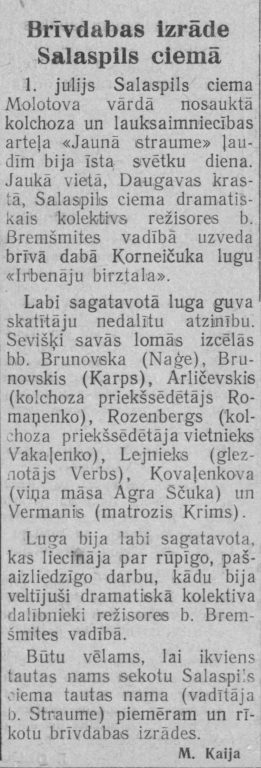 Brīvdabas izrāde
Salaspils ciemā
1. julijs Salaspils ciema
Molotova vārdā nosauktā
kolchoza un lauksaimniecības
arteļa «Jaunā straume» ļau-
dīm bija īsta svētku diena.
Jaukā vietā, Daugavas kras-
tā, Salaspils ciema dramatis-
kais kolektivs režisores b.
Bremšmites vadībā uzveda
brīvā dabā Korneičuka lugu
«Irbenāju birztala».
Labi sagatavotā luga guva
skatītāju nedalītu atzinību.
Sevišķi savās lomās izcēlās
bb. Brunovska (Naģe), Bru-
novskis (Karps), Arličevskis
(kolchoza priekšsēdētājs Ro-
maņenko), Rozenbergs (kol-
choza priekšsēdētāja vietnieks
Vakaļenko), Lejnieks (glez-
notājs Verbs), Kovaļenkova
(viņa māsa Agra Sčuka) un
Vermanis (matrozis Krims).
Luga bija labi sagatavota,
kas liecināja par rūpīgo, paš-
aizliedzīgo darbu, kādu bija
veltījuši dramatiskā kolektiva
dalībnieki režisores b. Brem-
šmites vadībā.
Būtu vēlams, lai ikviens
tautas nams sekotu Salaspils
ciema tautas nama (vadītāja
b. Straume) piemēram un rī-
kotu brīvdabas izrādes.
M. Kaija